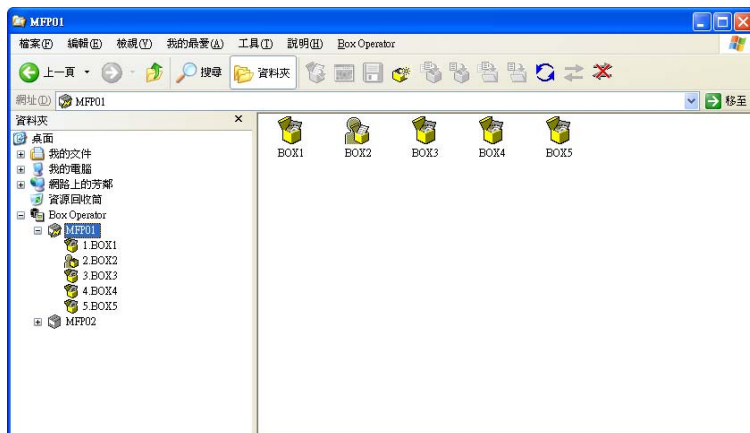 MFP01
檔案(F) 編輯(E) 檢視(V) 我的最愛(A) 工具(T) 說明(H) Box Operator
上一頁 搜尋 資料夾
網址(D) MFP01 移至
資料夾 ×
桌面
我的文件
我的電腦
網路上的芳鄰
資源回收筒
Box Operator
MFP01
1.BOX1
2.BOX2
3.BOX3
4.BOX4
5.BOX5
MFP02
BOX1 BOX2 BOX3 BOX4 BOX5